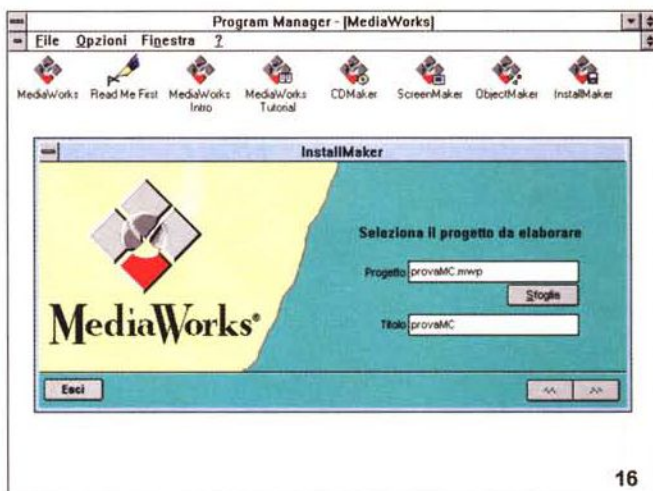 Program Manager - [MediaWorks]
File Opzioni Finestra ?
MediaWorks Read Me First MediaWorks Intro MediaWorks Tutorial CDMaker ScreenMaker ObjectMaker InstallMaker
InstallMaker
Seleziona il progetto da elaborare
Progetto provaMC.mwp
Sfoglia
Titolo provaMC
MediaWorks®
Esci << >>
16